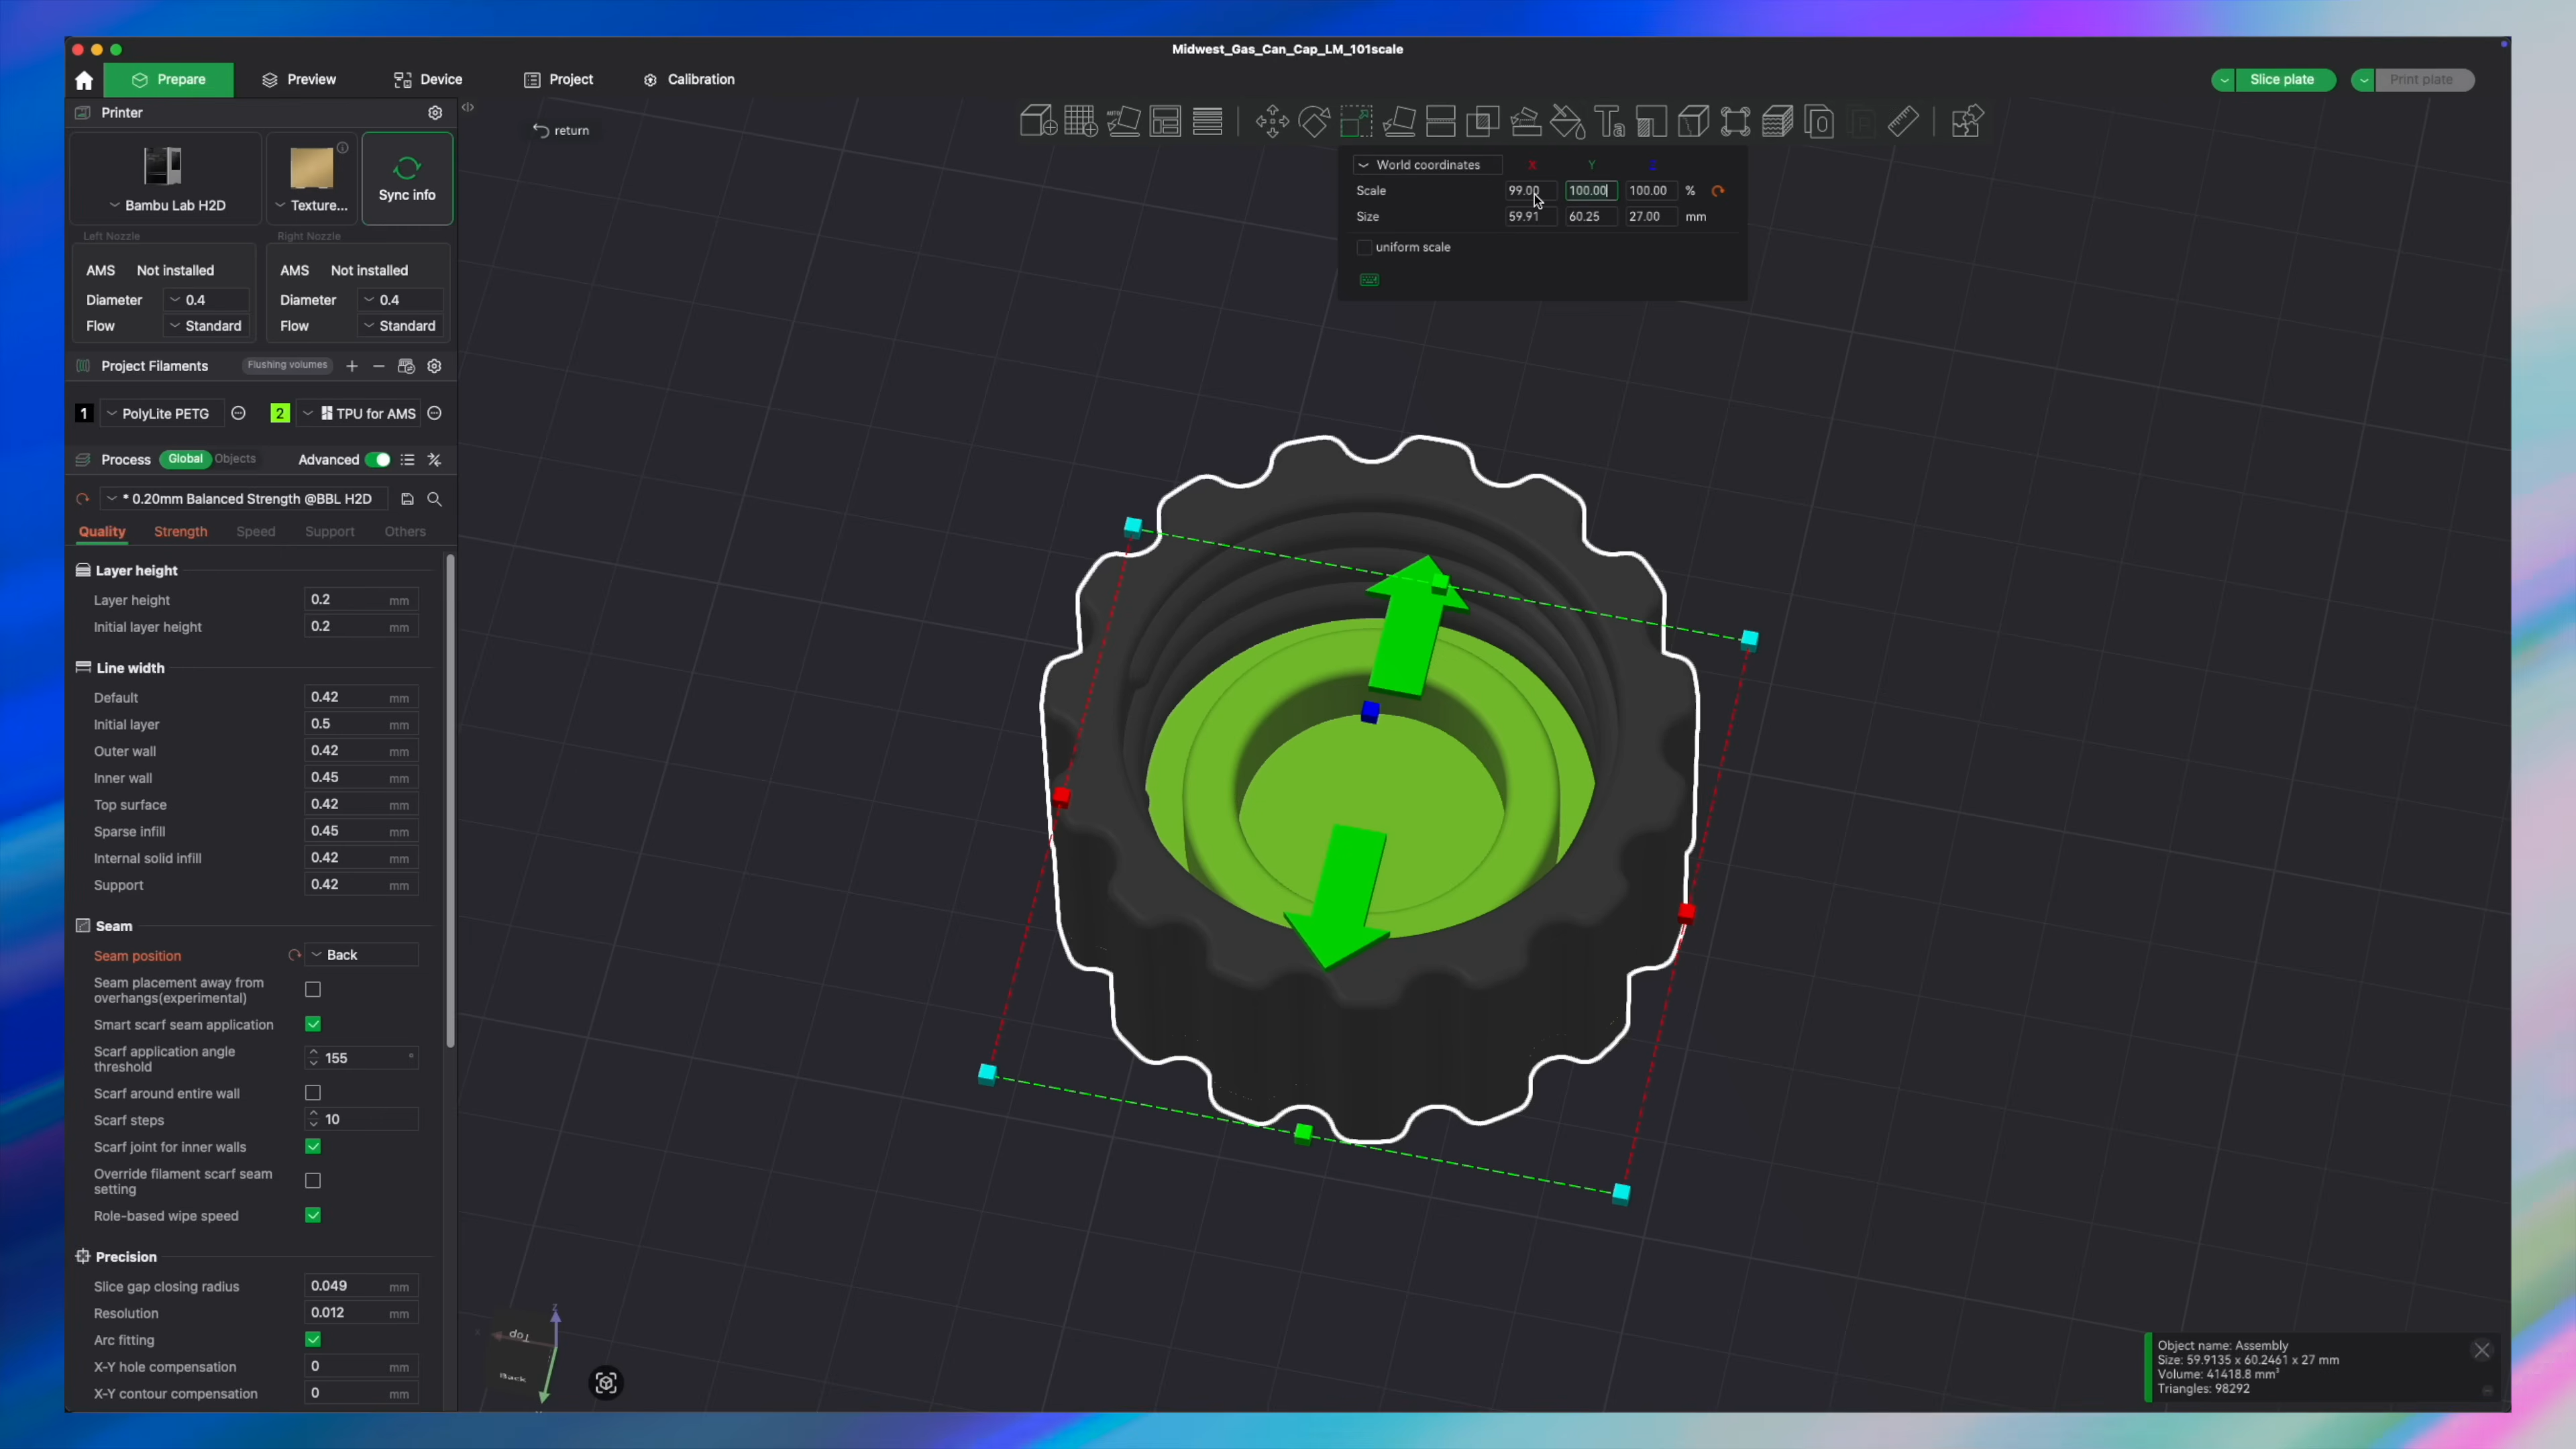 Midwest_Gas_Can_Cap_LM_101scale
Prepare
Preview
Device
Project
Calibration
Slice plate
Print plate
Printer
return
Bambu Lab H2D
Texture...
Sync info
Left Nozzle
Right Nozzle
AMS Not installed
AMS Not installed
Diameter 0.4
Diameter 0.4
Flow Standard
Flow Standard
World coordinates X Y Z
Scale 99.00 100.00 100.00 %
Size 59.91 60.25 27.00 mm
uniform scale
Project Filaments Flushing volumes
1 PolyLite PETG
2 TPU for AMS
Process Global Objects Advanced
* 0.20mm Balanced Strength @BBL H2D
Quality Strength Speed Support Others
Layer height
Layer height 0.2 mm
Initial layer height 0.2 mm
Line width
Default 0.42 mm
Initial layer 0.5 mm
Outer wall 0.42 mm
Inner wall 0.45 mm
Top surface 0.42 mm
Sparse infill 0.45 mm
Internal solid infill 0.42 mm
Support 0.42 mm
Seam
Seam position Back
Seam placement away from
overhangs(experimental)
Smart scarf seam application
Scarf application angle
threshold 155 °
Scarf around entire wall
Scarf steps 10
Scarf joint for inner walls
Override filament scarf seam
setting
Role-based wipe speed
Precision
Slice gap closing radius 0.049 mm
Resolution 0.012 mm
Arc fitting
X-Y hole compensation 0 mm
X-Y contour compensation 0 mm
Z
Top
Back
Object name: Assembly
Size: 59.9135 x 60.2461 x 27 mm
Volume: 41418.8 mm³
Triangles: 98292